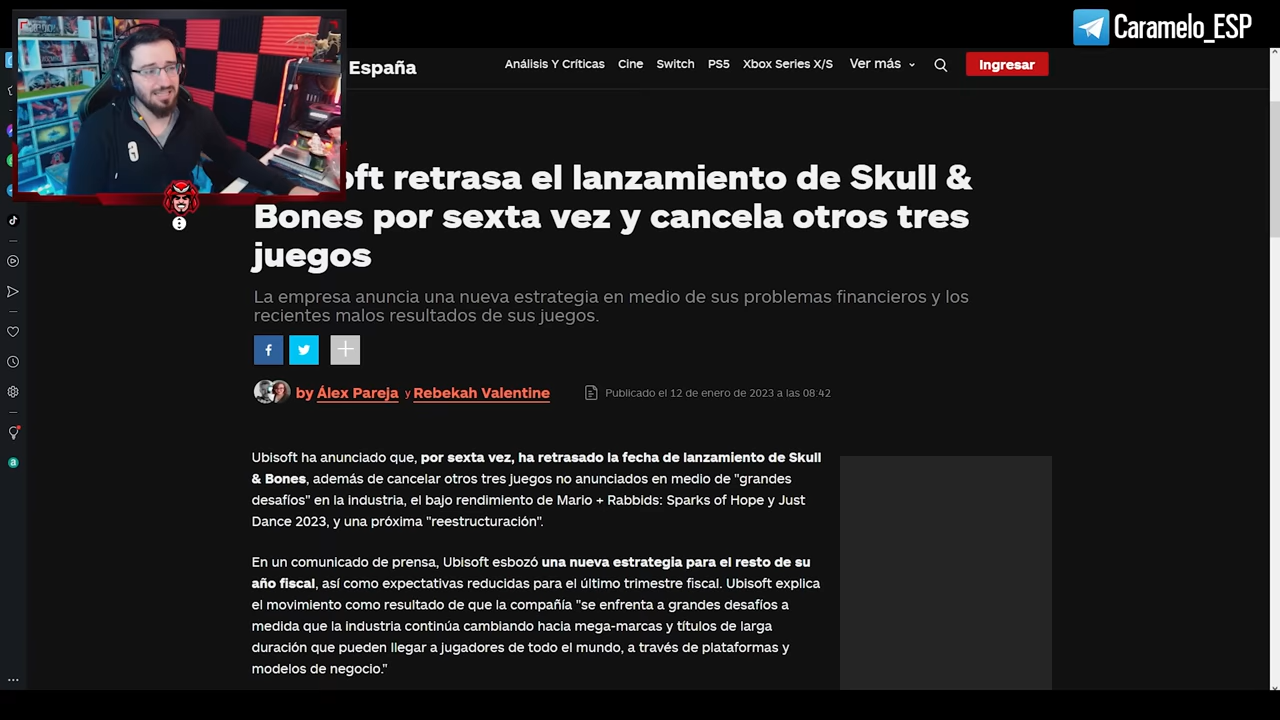 Caramelo_ESP
España
Análisis Y Críticas
Cine
Switch
PS5
Xbox Series X/S
Ver más
Ingresar
soft retrasa el lanzamiento de Skull &
Bones por sexta vez y cancela otros tres
juegos
La empresa anuncia una nueva estrategia en medio de sus problemas financieros y los
recientes malos resultados de sus juegos.
by Álex Pareja y Rebekah Valentine
Publicado el 12 de enero de 2023 a las 08:42
Ubisoft ha anunciado que, por sexta vez, ha retrasado la fecha de lanzamiento de Skull
& Bones, además de cancelar otros tres juegos no anunciados en medio de "grandes
desafíos" en la industria, el bajo rendimiento de Mario + Rabbids: Sparks of Hope y Just
Dance 2023, y una próxima "reestructuración".
En un comunicado de prensa, Ubisoft esbozó una nueva estrategia para el resto de su
año fiscal, así como expectativas reducidas para el último trimestre fiscal. Ubisoft explica
el movimiento como resultado de que la compañía "se enfrenta a grandes desafíos a
medida que la industria continúa cambiando hacia mega-marcas y títulos de larga
duración que pueden llegar a jugadores de todo el mundo, a través de plataformas y
modelos de negocio."